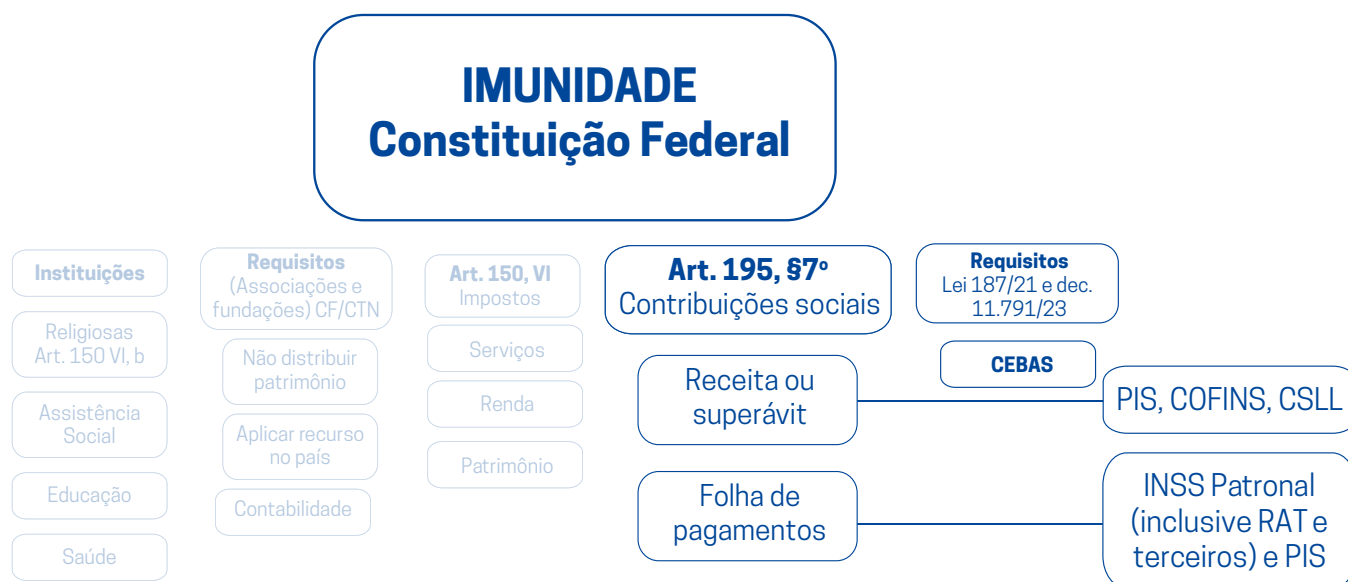 IMUNIDADE
Constituição Federal
Instituições
Religiosas
Art. 150 VI, b
Assistência
Social
Educação
Saúde
Requisitos
(Associações e
fundações) CF/CTN
Não distribuir
patrimônio
Aplicar recurso
no país
Contabilidade
Art. 150, VI
Impostos
Serviços
Renda
Patrimônio
Art. 195, §7º
Contribuições sociais
Receita ou
superávit
Folha de
pagamentos
Requisitos
Lei 187/21 e dec.
11.791/23
CEBAS
PIS, COFINS, CSLL
INSS Patronal
(inclusive RAT e
terceiros) e PIS